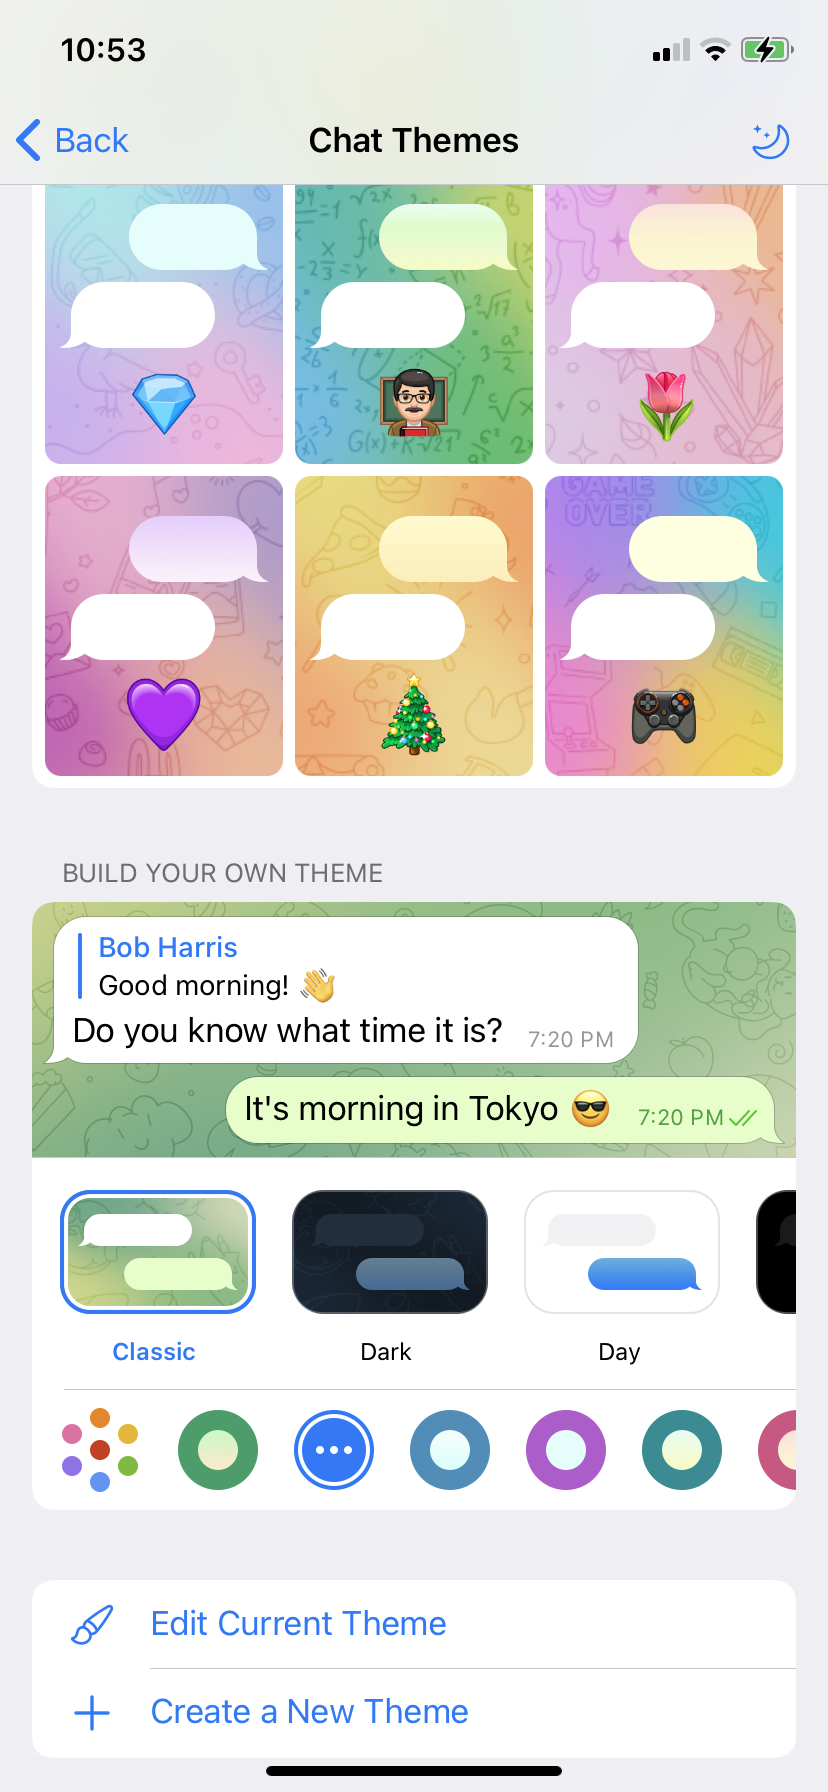 10:53
Back
Chat Themes
GAME
OVER
BUILD YOUR OWN THEME
Bob Harris
Good morning! 👋
Do you know what time it is? 7:20 PM
It's morning in Tokyo 😎 7:20 PM
Classic
Dark
Day
Edit Current Theme
Create a New Theme